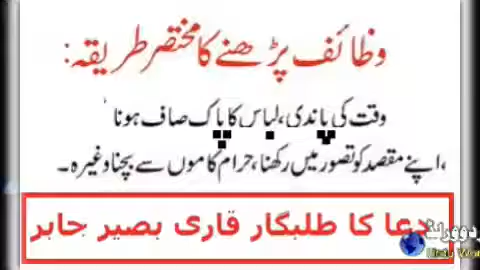 وظائف پڑھنے کا مختصر طریقہ:
وقت کی پابندی، لباس کا پاک صاف ہونا
، اپنے مقصد کو تصور میں رکھنا، حرام کاموں سے بچنا وغیرہ۔
دعا کا طلبگار قاری بصیر جابر